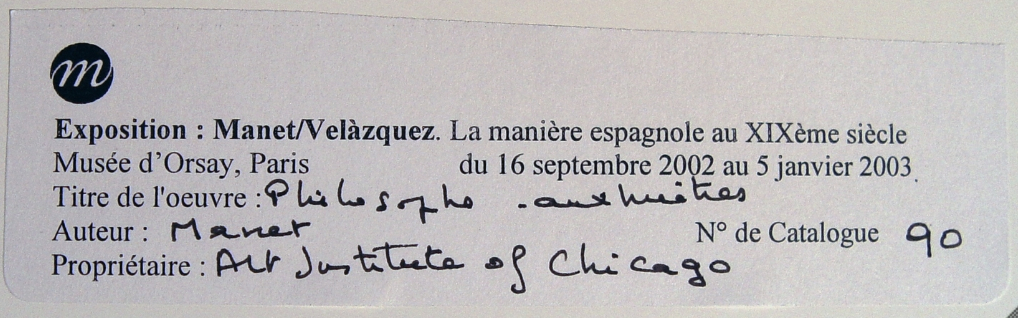 m
Exposition : Manet/Velàzquez. La manière espagnole au XIXème siècle
Musée d'Orsay, Paris du 16 septembre 2002 au 5 janvier 2003.
Titre de l'oeuvre : Philosophe aux huîtres
Auteur : Manet N° de Catalogue 90
Propriétaire : Art Institute of Chicago